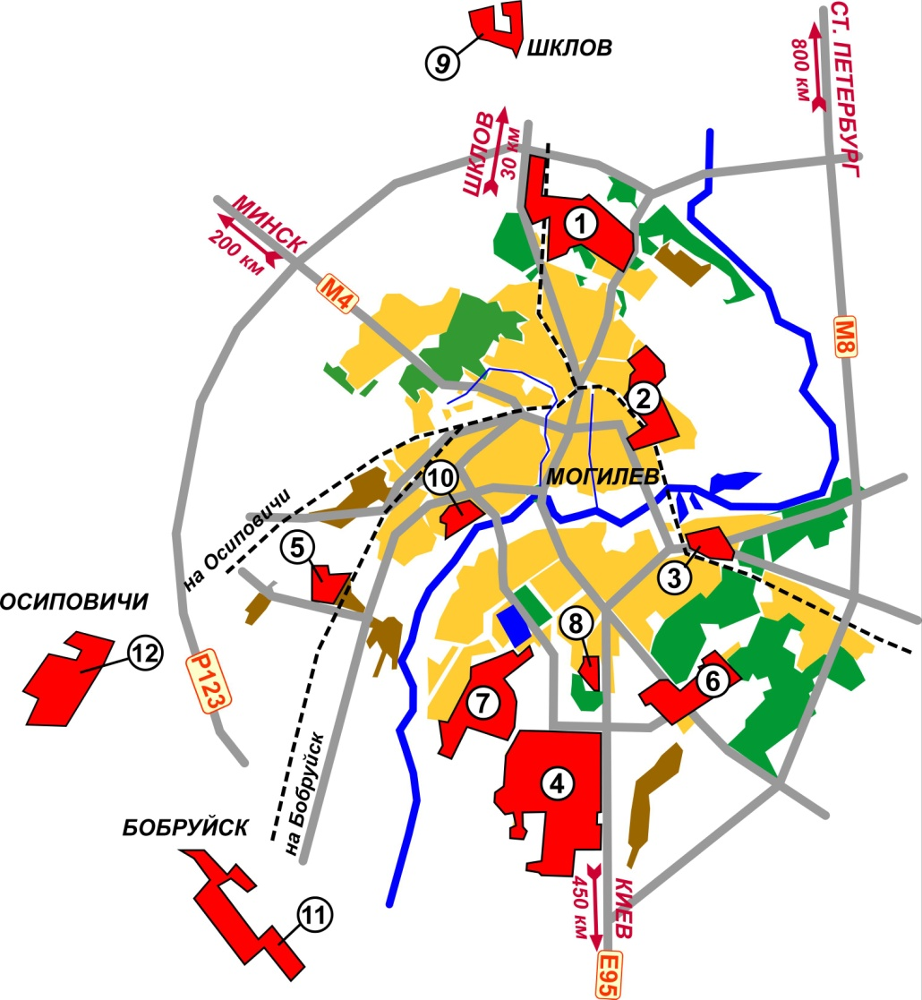 9
ШКЛОВ
СТ. ПЕТЕРБУРГ
800 км
ШКЛОВ
30 км
МИНСК
200 км
1
М4
М8
2
10
МОГИЛЕВ
на Осиповичи
5
3
ОСИПОВИЧИ
12
8
Р123
6
7
4
на Бобруйск
БОБРУЙСК
11
КИЕВ
450 км
Е95